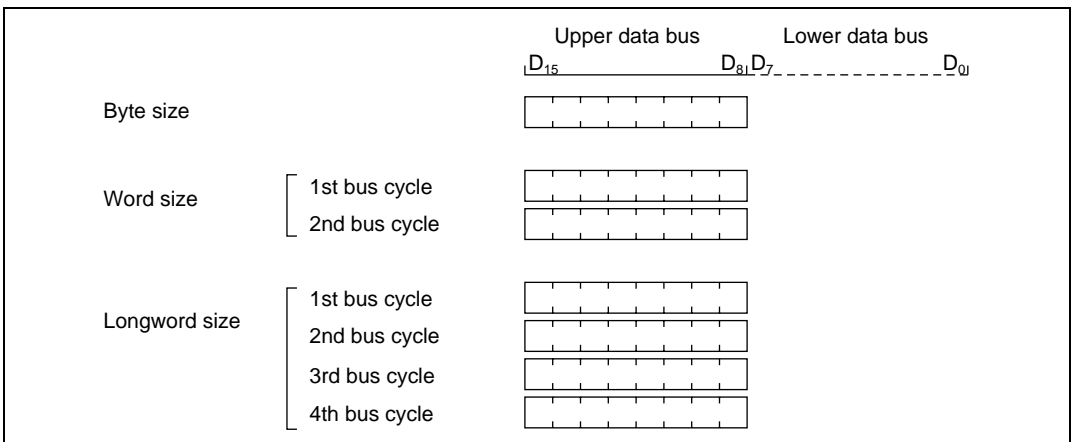 Upper data bus Lower data bus
D15 D8 D7 D0
Byte size
Word size
1st bus cycle
2nd bus cycle
Longword size
1st bus cycle
2nd bus cycle
3rd bus cycle
4th bus cycle